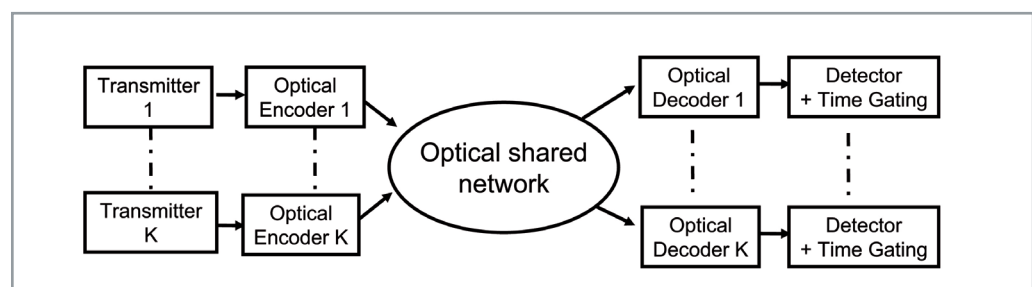 Transmitter
1
Optical
Encoder 1
Optical shared
network
Optical
Decoder 1
Detector
+ Time Gating
Transmitter
K
Optical
Encoder K
Optical
Decoder K
Detector
+ Time Gating